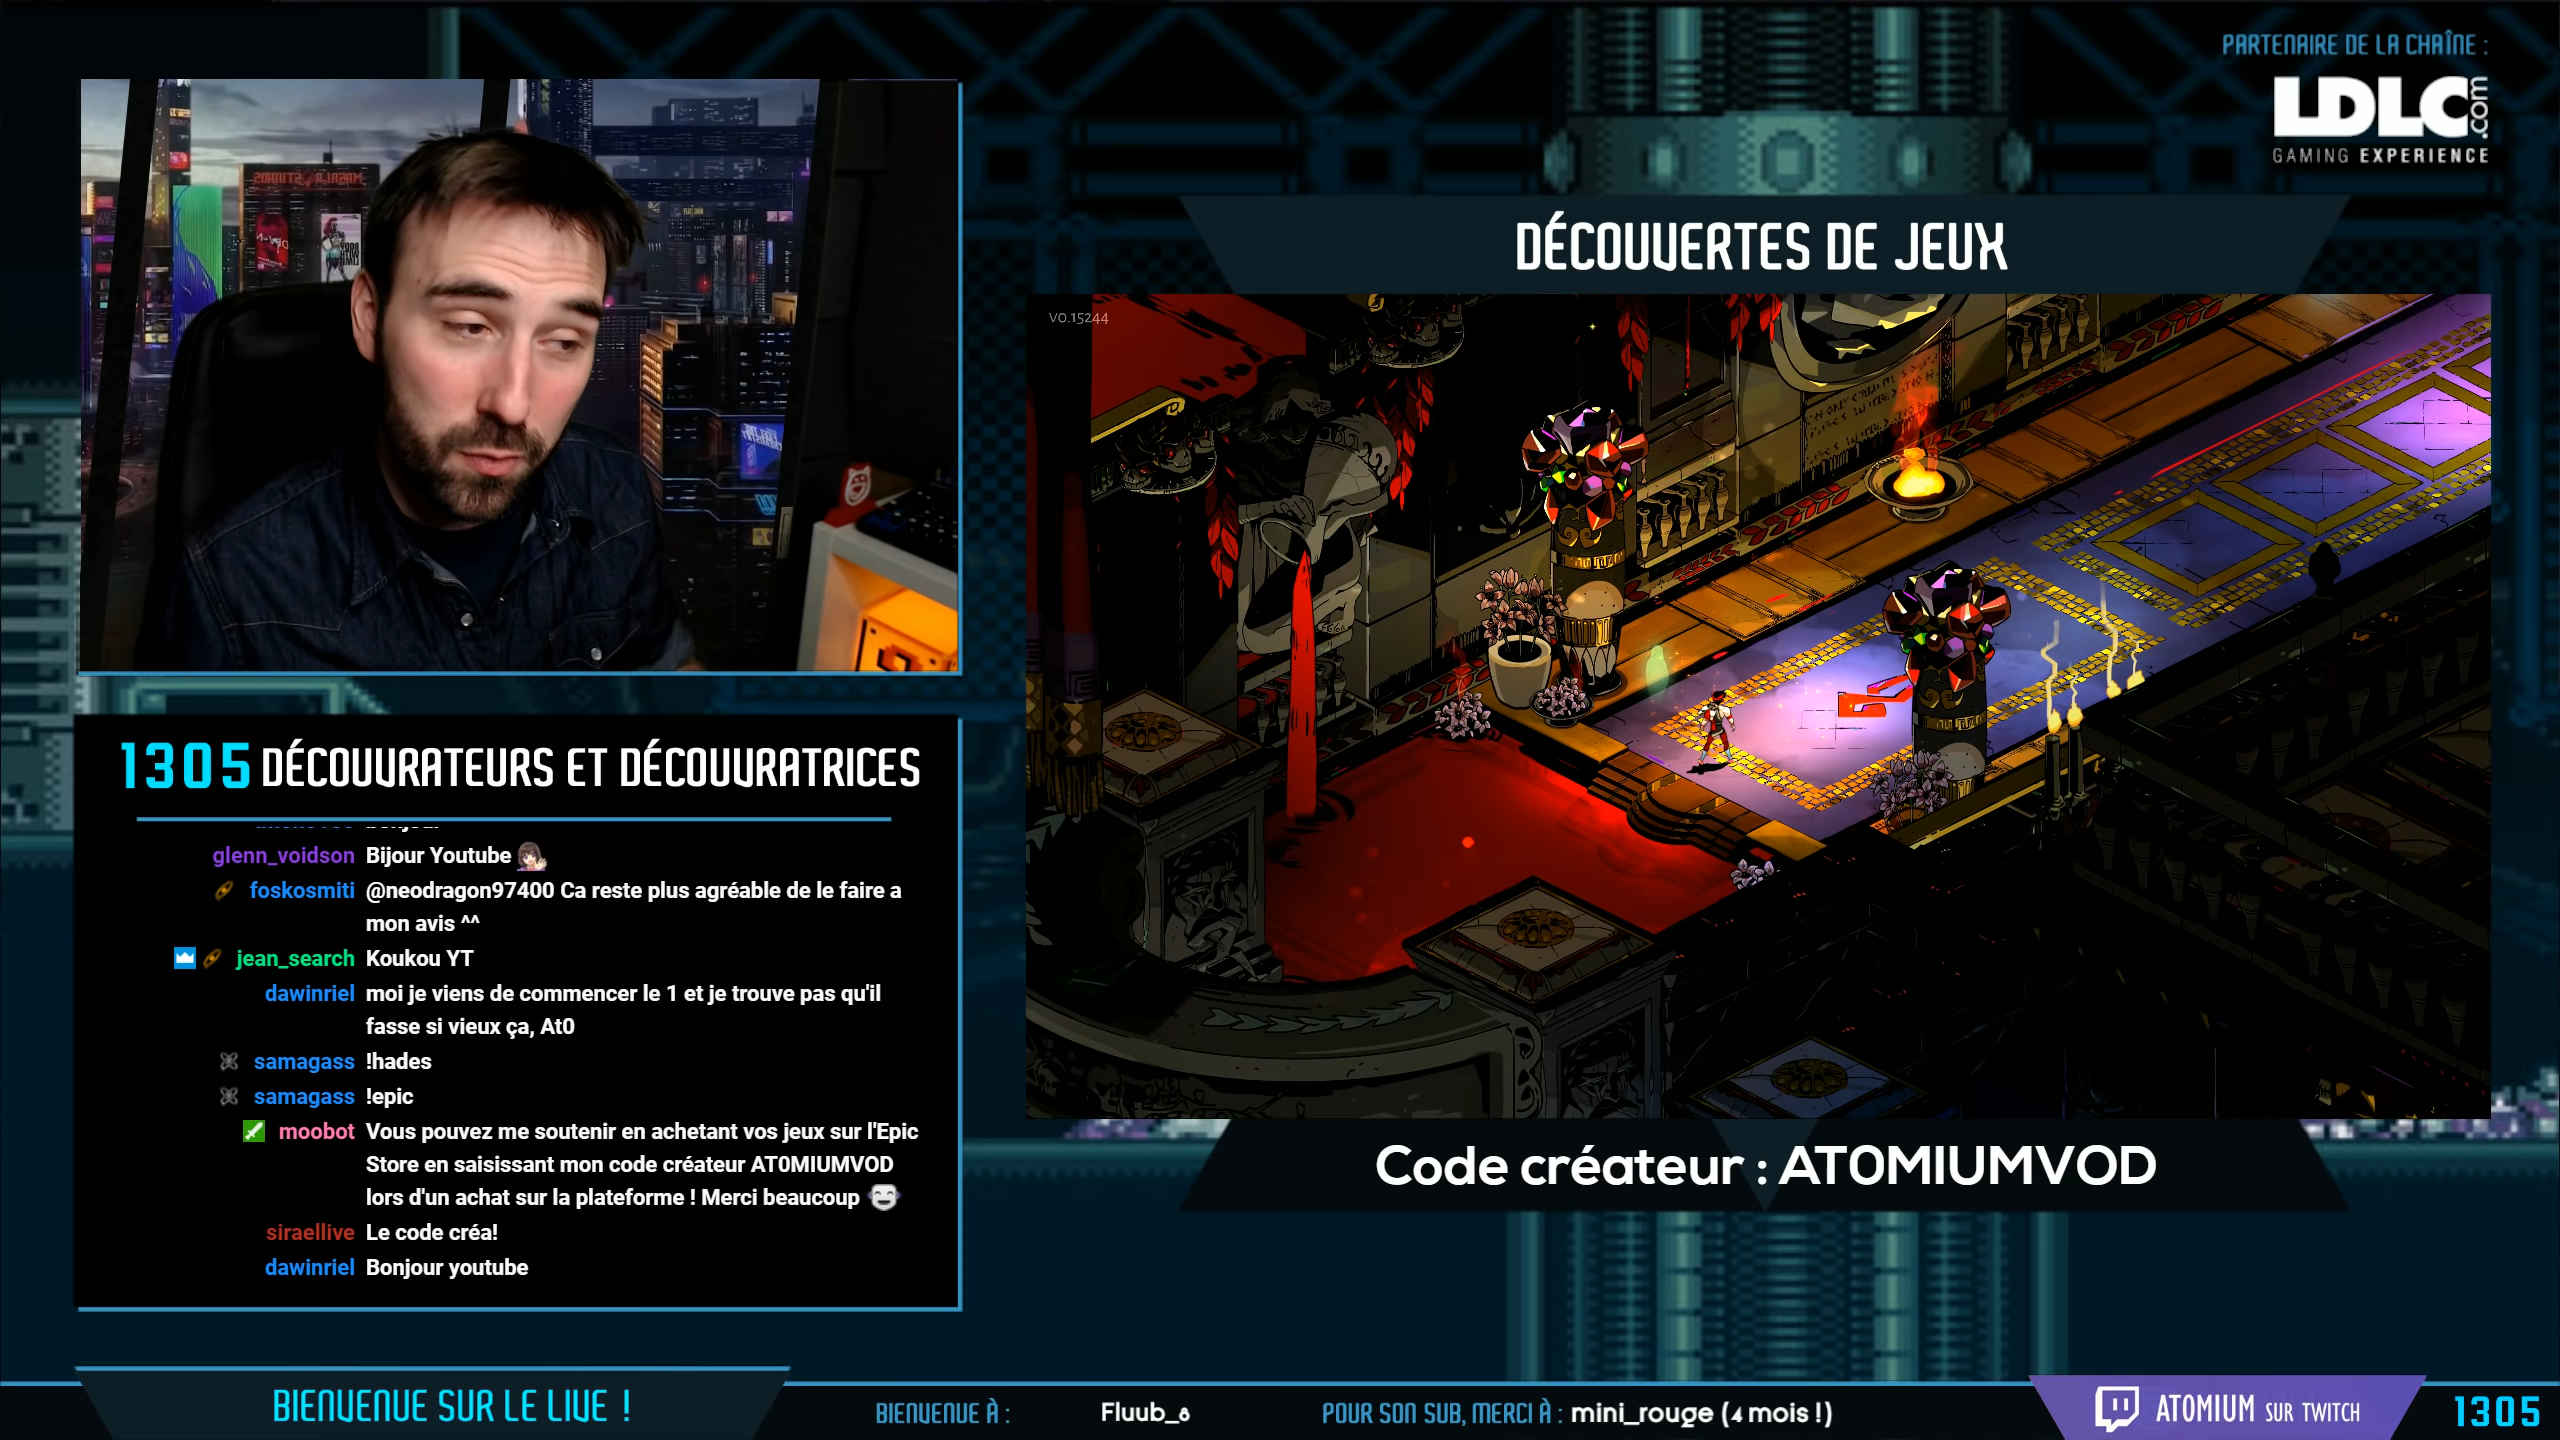 PARTENAIRE DE LA CHAÎNE :
LDLC.com
GAMING EXPERIENCE
DÉCOUVERTES DE JEUX
V0.15244
1305 DÉCOUVRATEURS ET DÉCOUVRATRICES
glenn_voidson Bijour Youtube
foskosmiti @neodragon97400 Ca reste plus agréable de le faire a
mon avis ^^
jean_search Koukou YT
dawinriel moi je viens de commencer le 1 et je trouve pas qu'il
fasse si vieux ça, At0
samagass !hades
samagass !epic
moobot Vous pouvez me soutenir en achetant vos jeux sur l'Epic
Store en saisissant mon code créateur AT0MIUMVOD
lors d'un achat sur la plateforme ! Merci beaucoup
siraellive Le code créa!
dawinriel Bonjour youtube
Code créateur : AT0MIUMVOD
BIENVENUE SUR LE LIVE !
BIENVENUE À : Fluub_8
POUR SON SUB, MERCI À : mini_rouge (4 mois !)
ATOMIUM SUR TWITCH
1305